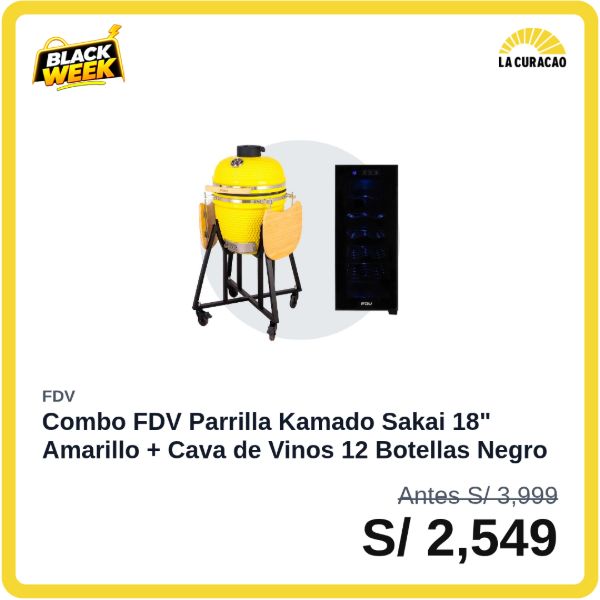 BLACK
WEEK
LA CURACAO
FDV
FDV
Combo FDV Parrilla Kamado Sakai 18"
Amarillo + Cava de Vinos 12 Botellas Negro
Antes S/ 3,999
S/ 2,549